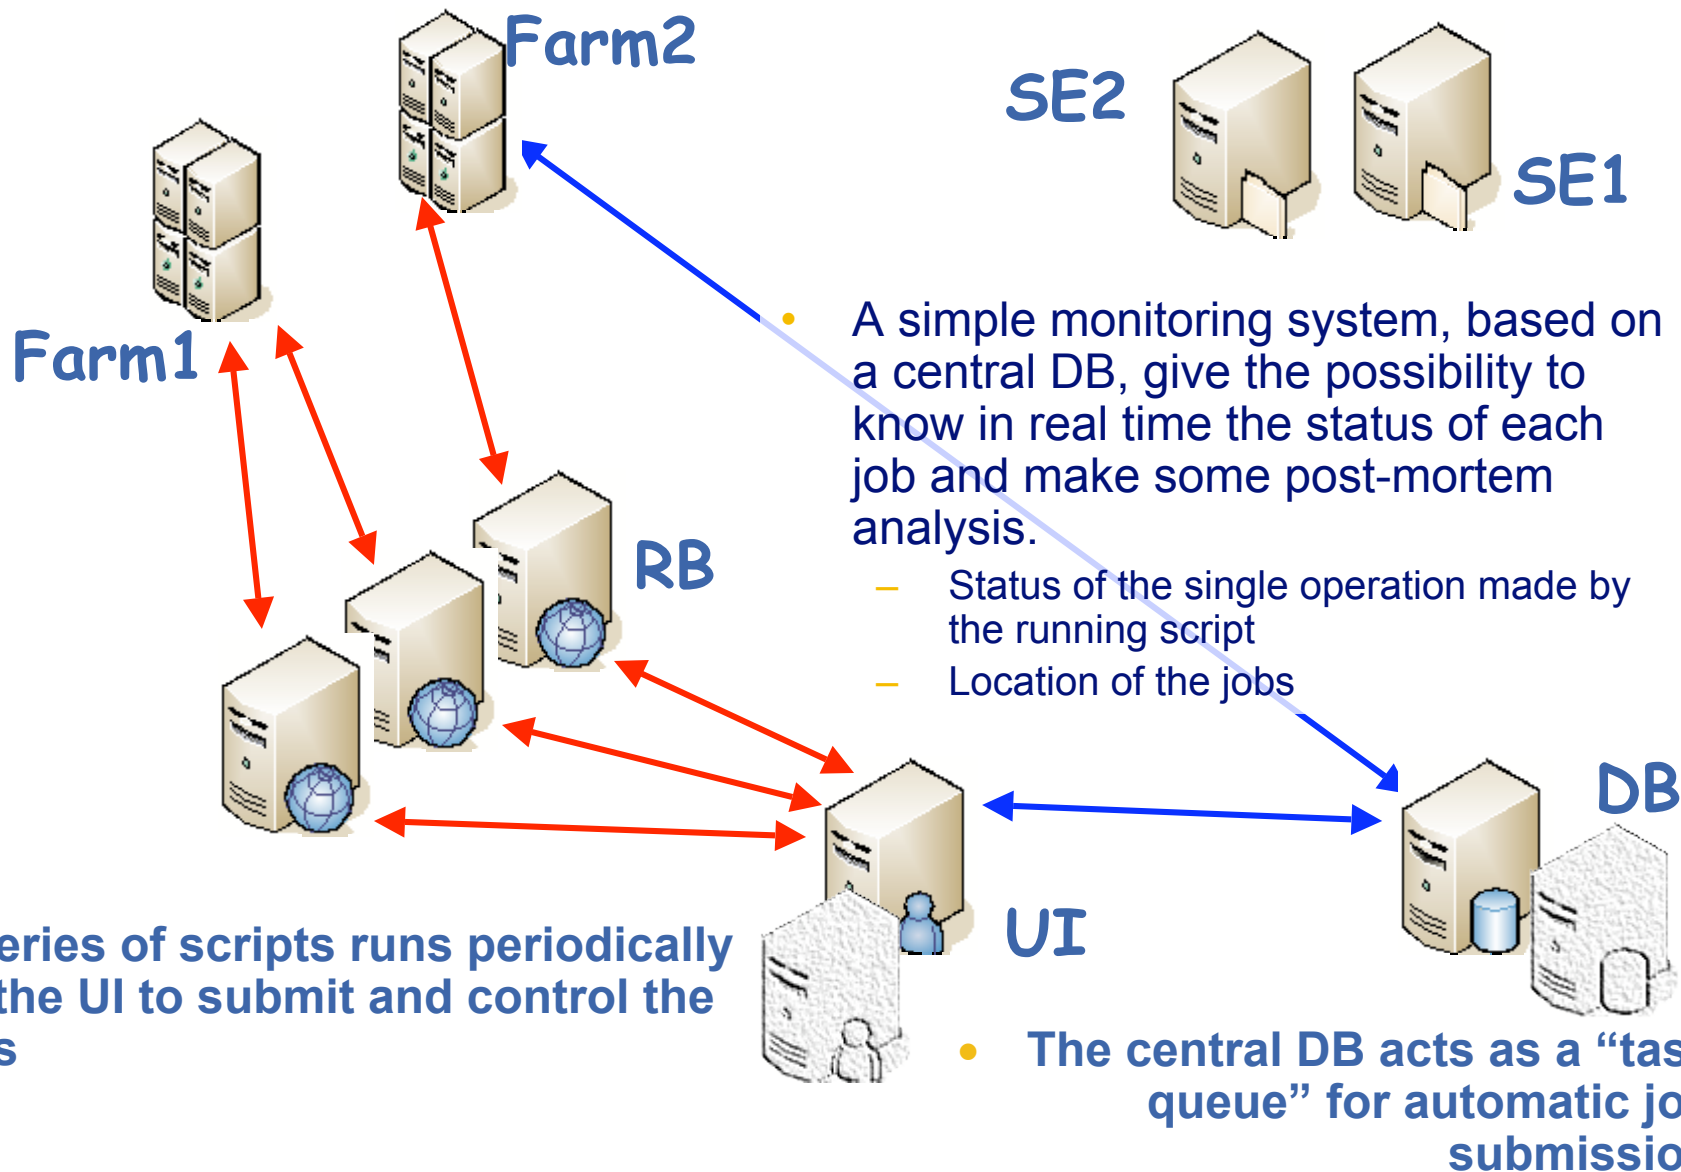 Farm2
SE2
SE1
Farm1
A simple monitoring system, based on
a central DB, give the possibility to
know in real time the status of each
job and make some post-mortem
analysis.
– Status of the single operation made by
the running script
– Location of the jobs
RB
DB
UI
eries of scripts runs periodically
the UI to submit and control the
s
• The central DB acts as a “tas
queue” for automatic jo
submissio